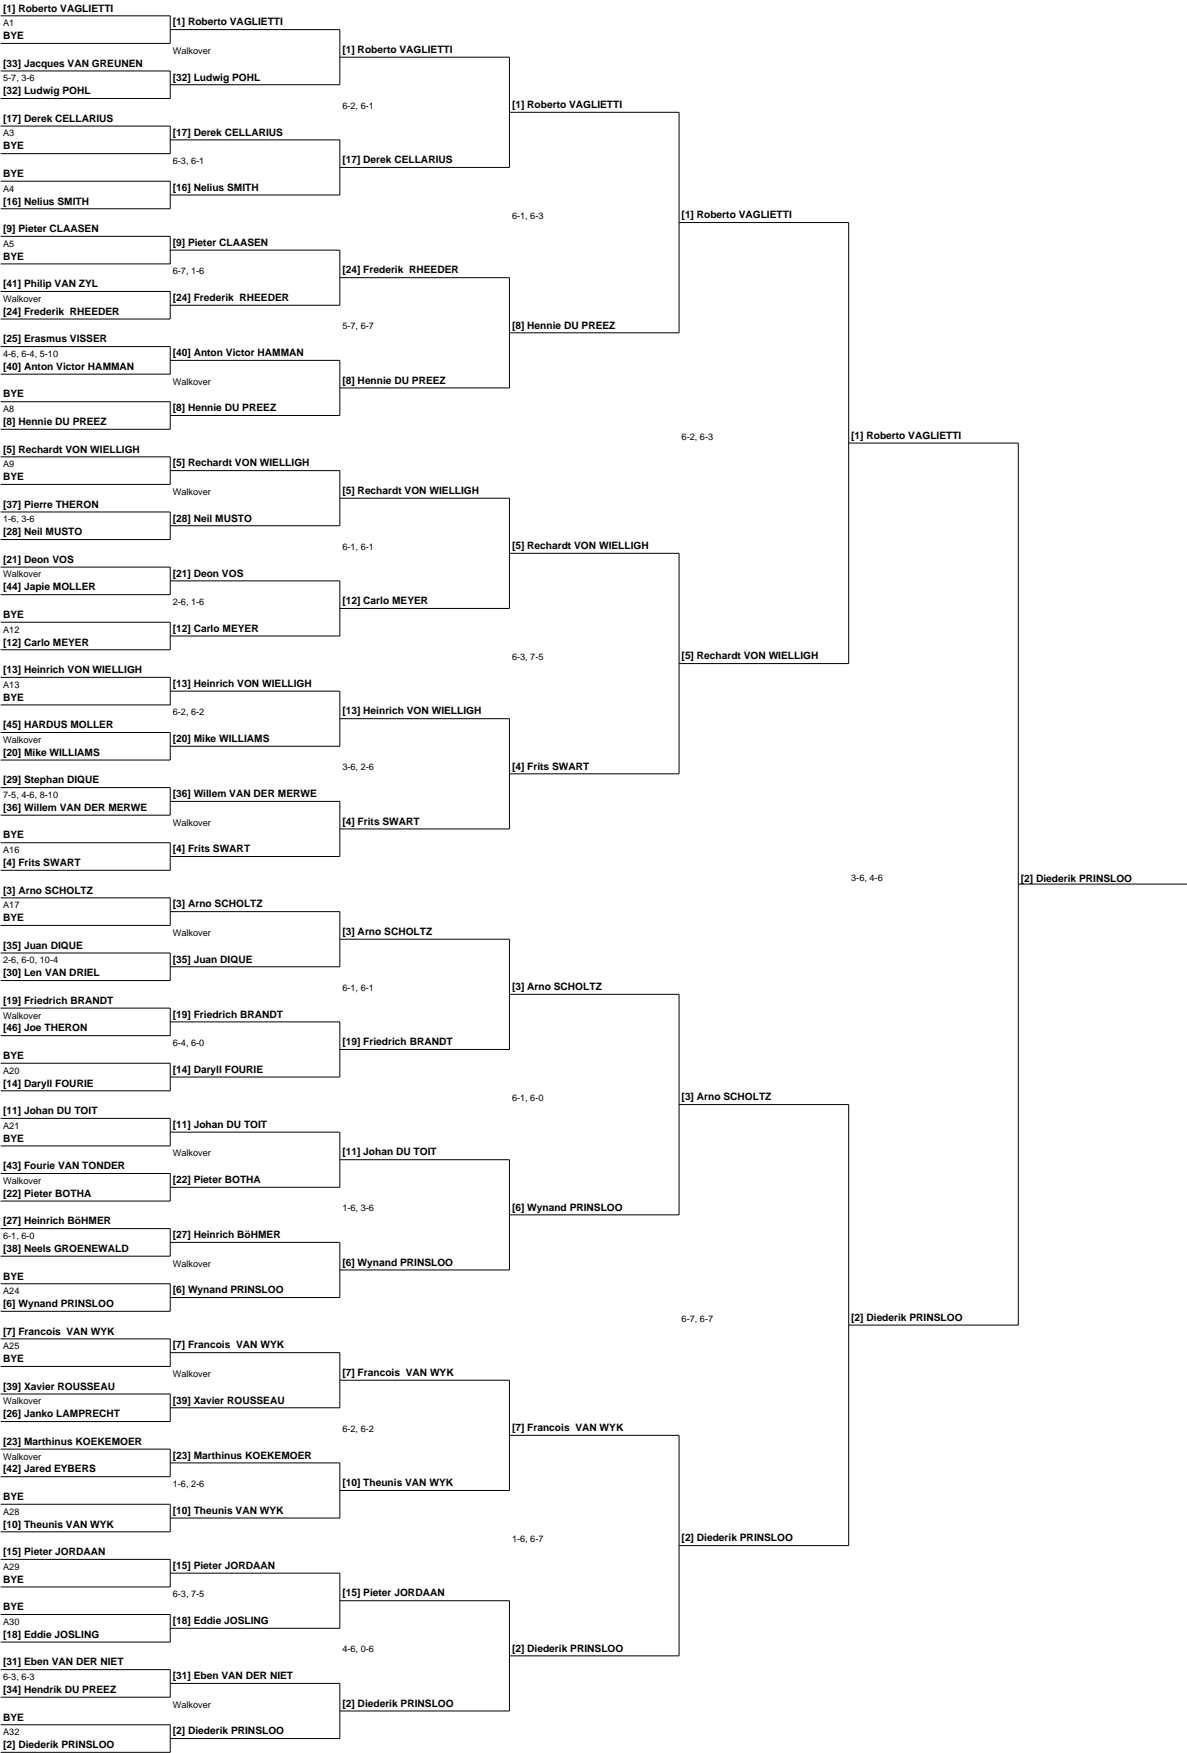 [1] Roberto VAGLIETTI
A1
BYE
[33] Jacques VAN GREUNEN
5-7, 3-6
[32] Ludwig POHL
[17] Derek CELLARIUS
A3
BYE
BYE
A4
[16] Nelius SMITH
[9] Pieter CLAASEN
A5
BYE
[41] Philip VAN ZYL
Walkover
[24] Frederik  RHEEDER
[25] Erasmus VISSER
4-6, 6-4, 5-10
[40] Anton Victor HAMMAN
BYE
A8
[8] Hennie DU PREEZ
[5] Rechardt VON WIELLIGH
A9
BYE
[37] Pierre THERON
1-6, 3-6
[28] Neil MUSTO
[21] Deon VOS
Walkover
[44] Japie MOLLER
BYE
A12
[12] Carlo MEYER
[13] Heinrich VON WIELLIGH
A13
BYE
[45] HARDUS MOLLER
Walkover
[20] Mike WILLIAMS
[29] Stephan DIQUE
7-5, 4-6, 8-10
[36] Willem VAN DER MERWE
BYE
A16
[4] Frits SWART
[3] Arno SCHOLTZ
A17
BYE
[35] Juan DIQUE
2-6, 6-0, 10-4
[30] Len VAN DRIEL
[19] Friedrich BRANDT
Walkover
[46] Joe THERON
BYE
A20
[14] Daryll FOURIE
[11] Johan DU TOIT
A21
BYE
[43] Fourie VAN TONDER
Walkover
[22] Pieter BOTHA
[27] Heinrich BöHMER
6-1, 6-0
[38] Neels GROENEWALD
BYE
A24
[6] Wynand PRINSLOO
[7] Francois  VAN WYK
A25
BYE
[39] Xavier ROUSSEAU
Walkover
[26] Janko LAMPRECHT
[23] Marthinus KOEKEMOER
Walkover
[42] Jared EYBERS
BYE
A28
[10] Theunis VAN WYK
[15] Pieter JORDAAN
A29
BYE
BYE
A30
[18] Eddie JOSLING
[31] Eben VAN DER NIET
6-3, 6-3
[34] Hendrik DU PREEZ
BYE
A32
[2] Diederik PRINSLOO
[1] Roberto VAGLIETTI
Walkover
[32] Ludwig POHL
[17] Derek CELLARIUS
6-3, 6-1
[16] Nelius SMITH
[9] Pieter CLAASEN
6-7, 1-6
[24] Frederik  RHEEDER
[40] Anton Victor HAMMAN
Walkover
[8] Hennie DU PREEZ
[5] Rechardt VON WIELLIGH
Walkover
[28] Neil MUSTO
[21] Deon VOS
2-6, 1-6
[12] Carlo MEYER
[13] Heinrich VON WIELLIGH
6-2, 6-2
[20] Mike WILLIAMS
[36] Willem VAN DER MERWE
Walkover
[4] Frits SWART
[3] Arno SCHOLTZ
Walkover
[35] Juan DIQUE
[19] Friedrich BRANDT
6-4, 6-0
[14] Daryll FOURIE
[11] Johan DU TOIT
Walkover
[22] Pieter BOTHA
[27] Heinrich BöHMER
Walkover
[6] Wynand PRINSLOO
[7] Francois  VAN WYK
Walkover
[39] Xavier ROUSSEAU
[23] Marthinus KOEKEMOER
1-6, 2-6
[10] Theunis VAN WYK
[15] Pieter JORDAAN
6-3, 7-5
[18] Eddie JOSLING
[31] Eben VAN DER NIET
Walkover
[2] Diederik PRINSLOO
[1] Roberto VAGLIETTI
6-2, 6-1
[17] Derek CELLARIUS
[24] Frederik  RHEEDER
5-7, 6-7
[8] Hennie DU PREEZ
[5] Rechardt VON WIELLIGH
6-1, 6-1
[12] Carlo MEYER
[13] Heinrich VON WIELLIGH
3-6, 2-6
[4] Frits SWART
[3] Arno SCHOLTZ
6-1, 6-1
[19] Friedrich BRANDT
[11] Johan DU TOIT
1-6, 3-6
[6] Wynand PRINSLOO
[7] Francois  VAN WYK
6-2, 6-2
[10] Theunis VAN WYK
[15] Pieter JORDAAN
4-6, 0-6
[2] Diederik PRINSLOO
[1] Roberto VAGLIETTI
6-1, 6-3
[8] Hennie DU PREEZ
[5] Rechardt VON WIELLIGH
6-3, 7-5
[4] Frits SWART
[3] Arno SCHOLTZ
6-1, 6-0
[6] Wynand PRINSLOO
[7] Francois  VAN WYK
1-6, 6-7
[2] Diederik PRINSLOO
[1] Roberto VAGLIETTI
6-2, 6-3
[5] Rechardt VON WIELLIGH
[3] Arno SCHOLTZ
6-7, 6-7
[2] Diederik PRINSLOO
[1] Roberto VAGLIETTI
3-6, 4-6
[2] Diederik PRINSLOO
[2] Diederik PRINSLOO